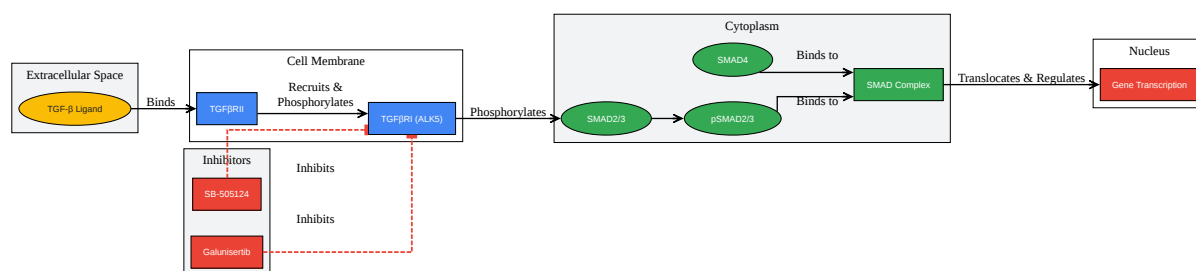 Extracellular Space
TGF-β Ligand
Binds
Cell Membrane
TGFβRII
Recruits &
Phosphorylates
TGFβRI (ALK5)
Phosphorylates
Cytoplasm
SMAD4
SMAD2/3
pSMAD2/3
Binds to
Binds to
SMAD Complex
Translocates & Regulates
Nucleus
Gene Transcription
Inhibitors
SB-505124
Inhibits
Galunisertib
Inhibits